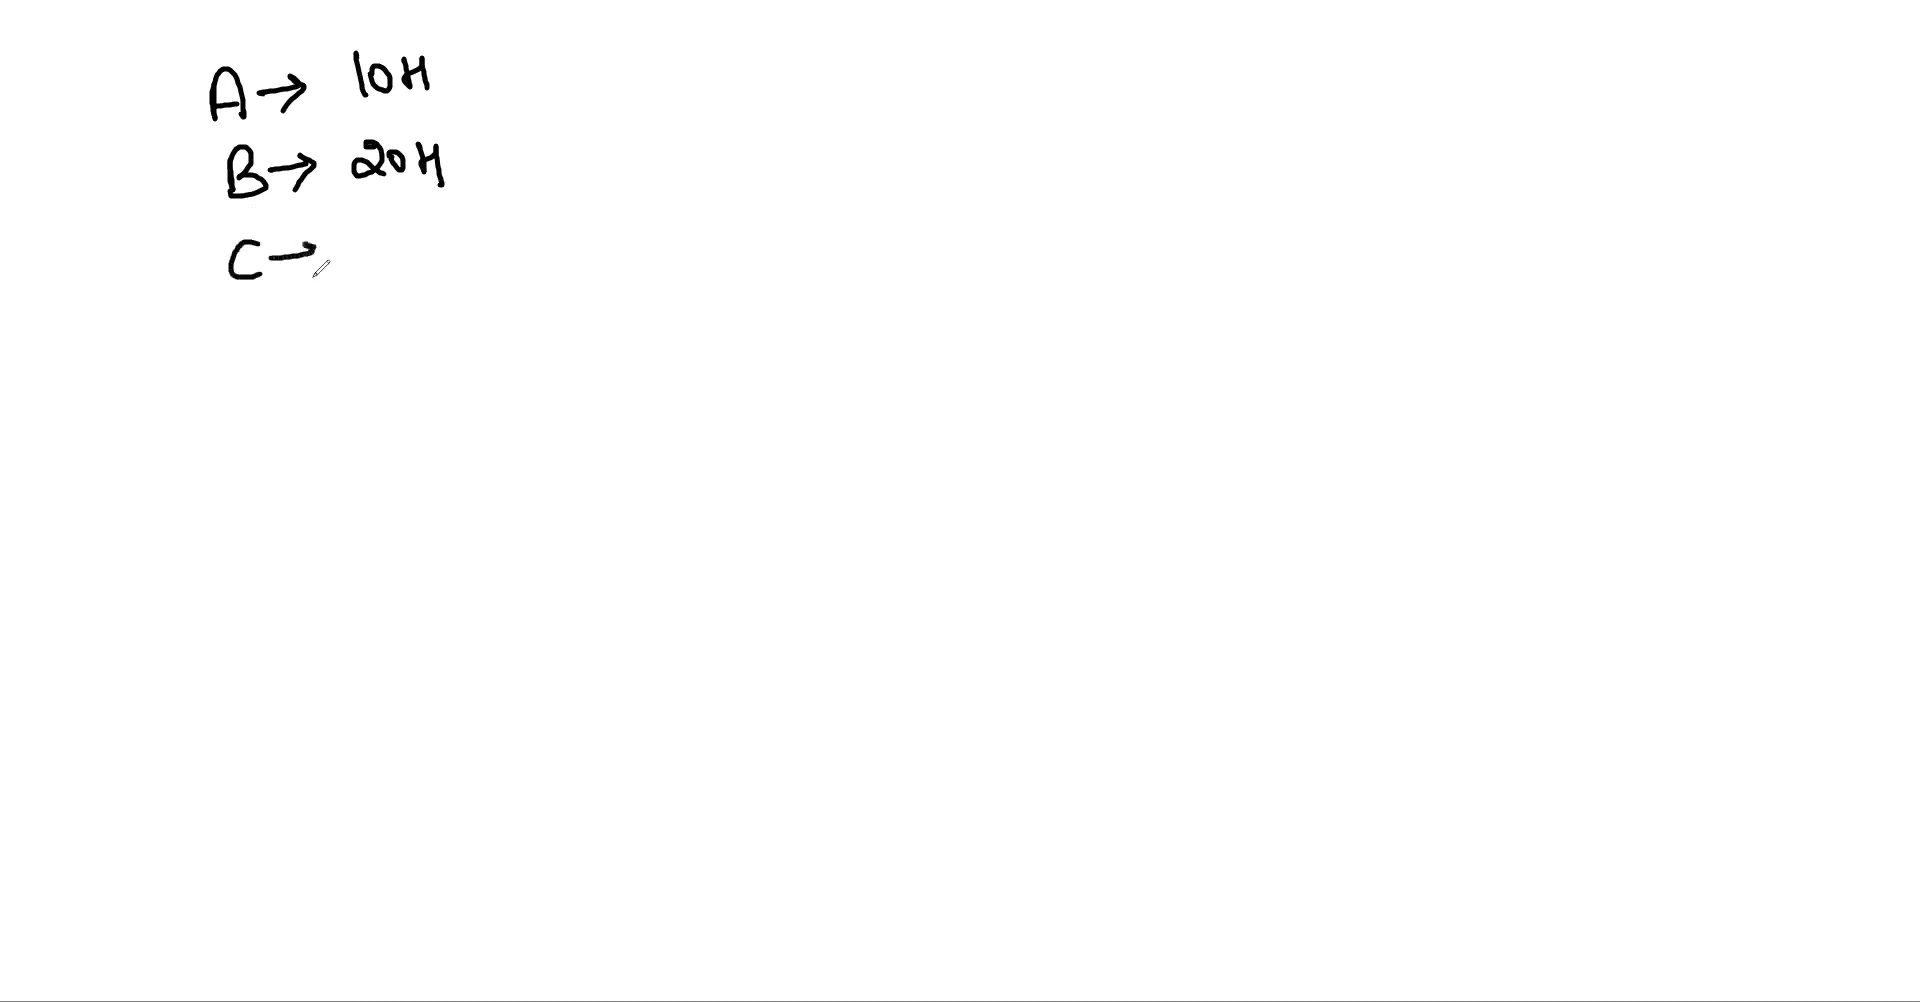 A → 10H
B → 20H
C →